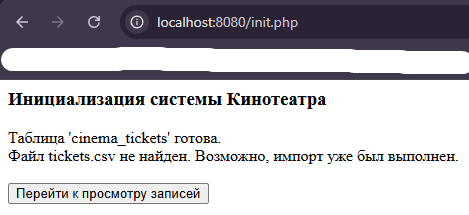 localhost:8080/init.php
Инициализация системы Кинотеатра
Таблица 'cinema_tickets' готова.
Файл tickets.csv не найден. Возможно, импорт уже был выполнен.
Перейти к просмотру записей